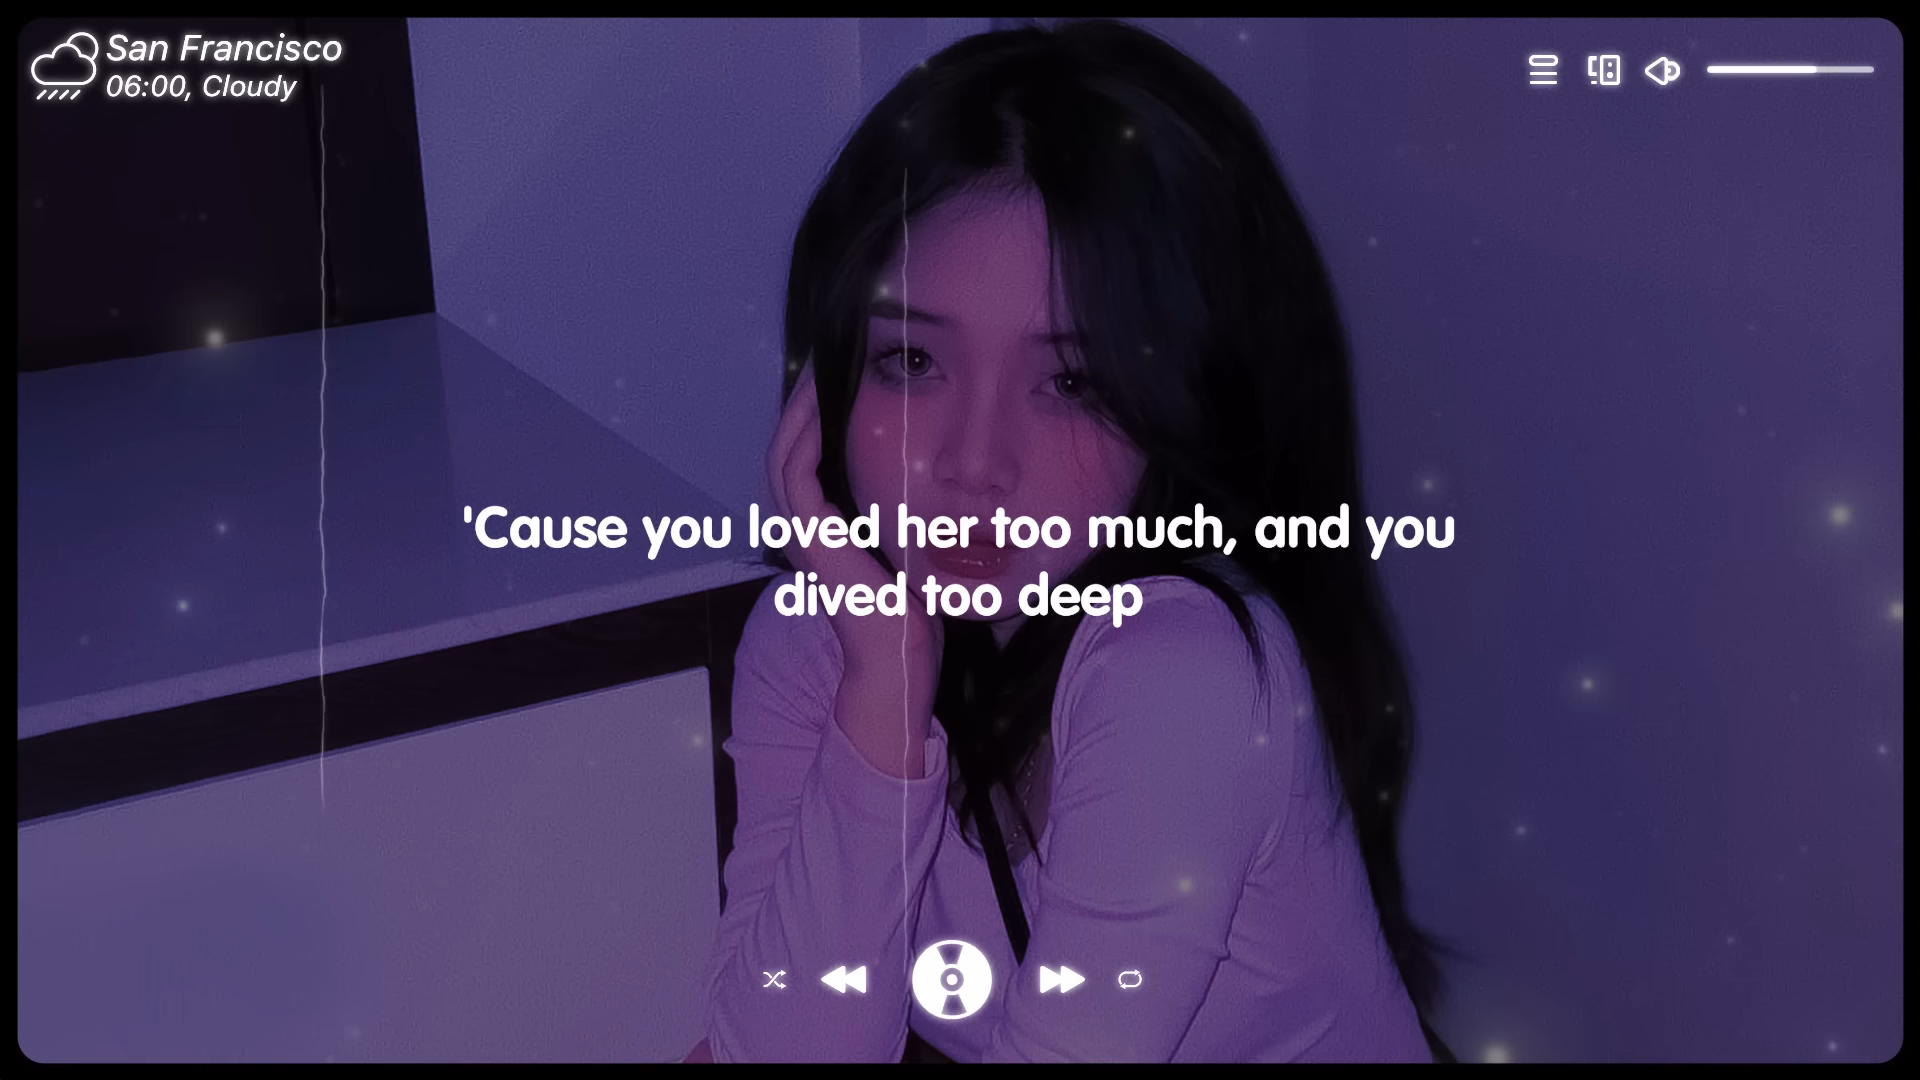 San Francisco
06:00, Cloudy
'Cause you loved her too much, and you
dived too deep